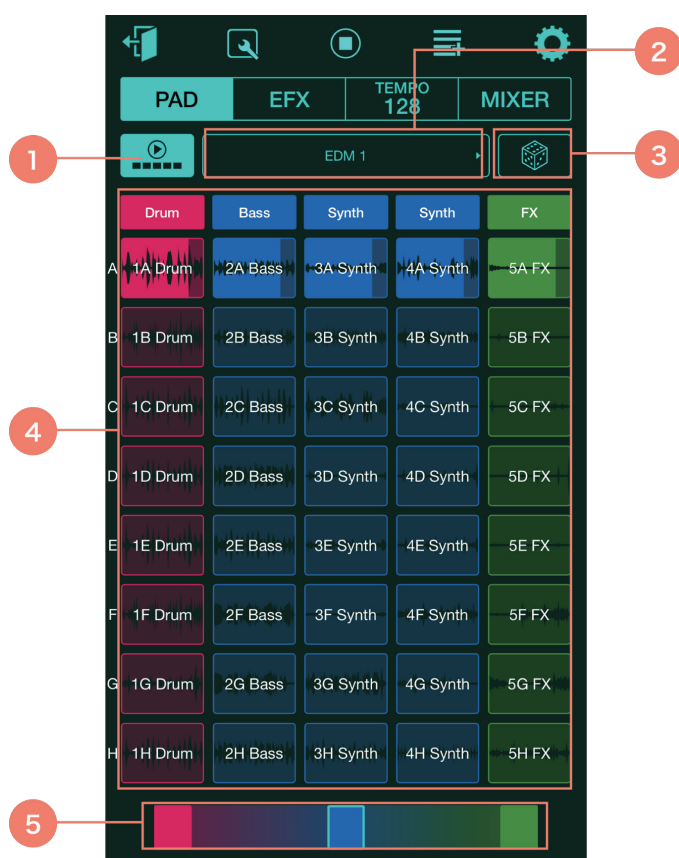 2
PAD EFX TEMPO 128 MIXER
1 EDM 1 3
Drum Bass Synth Synth FX
A 1A Drum 2A Bass 3A Synth 4A Synth 5A FX
B 1B Drum 2B Bass 3B Synth 4B Synth 5B FX
C 1C Drum 2C Bass 3C Synth 4C Synth 5C FX
4
D 1D Drum 2D Bass 3D Synth 4D Synth 5D FX
E 1E Drum 2E Bass 3E Synth 4E Synth 5E FX
F 1F Drum 2F Bass 3F Synth 4F Synth 5F FX
G 1G Drum 2G Bass 3G Synth 4G Synth 5G FX
H 1H Drum 2H Bass 3H Synth 4H Synth 5H FX
5